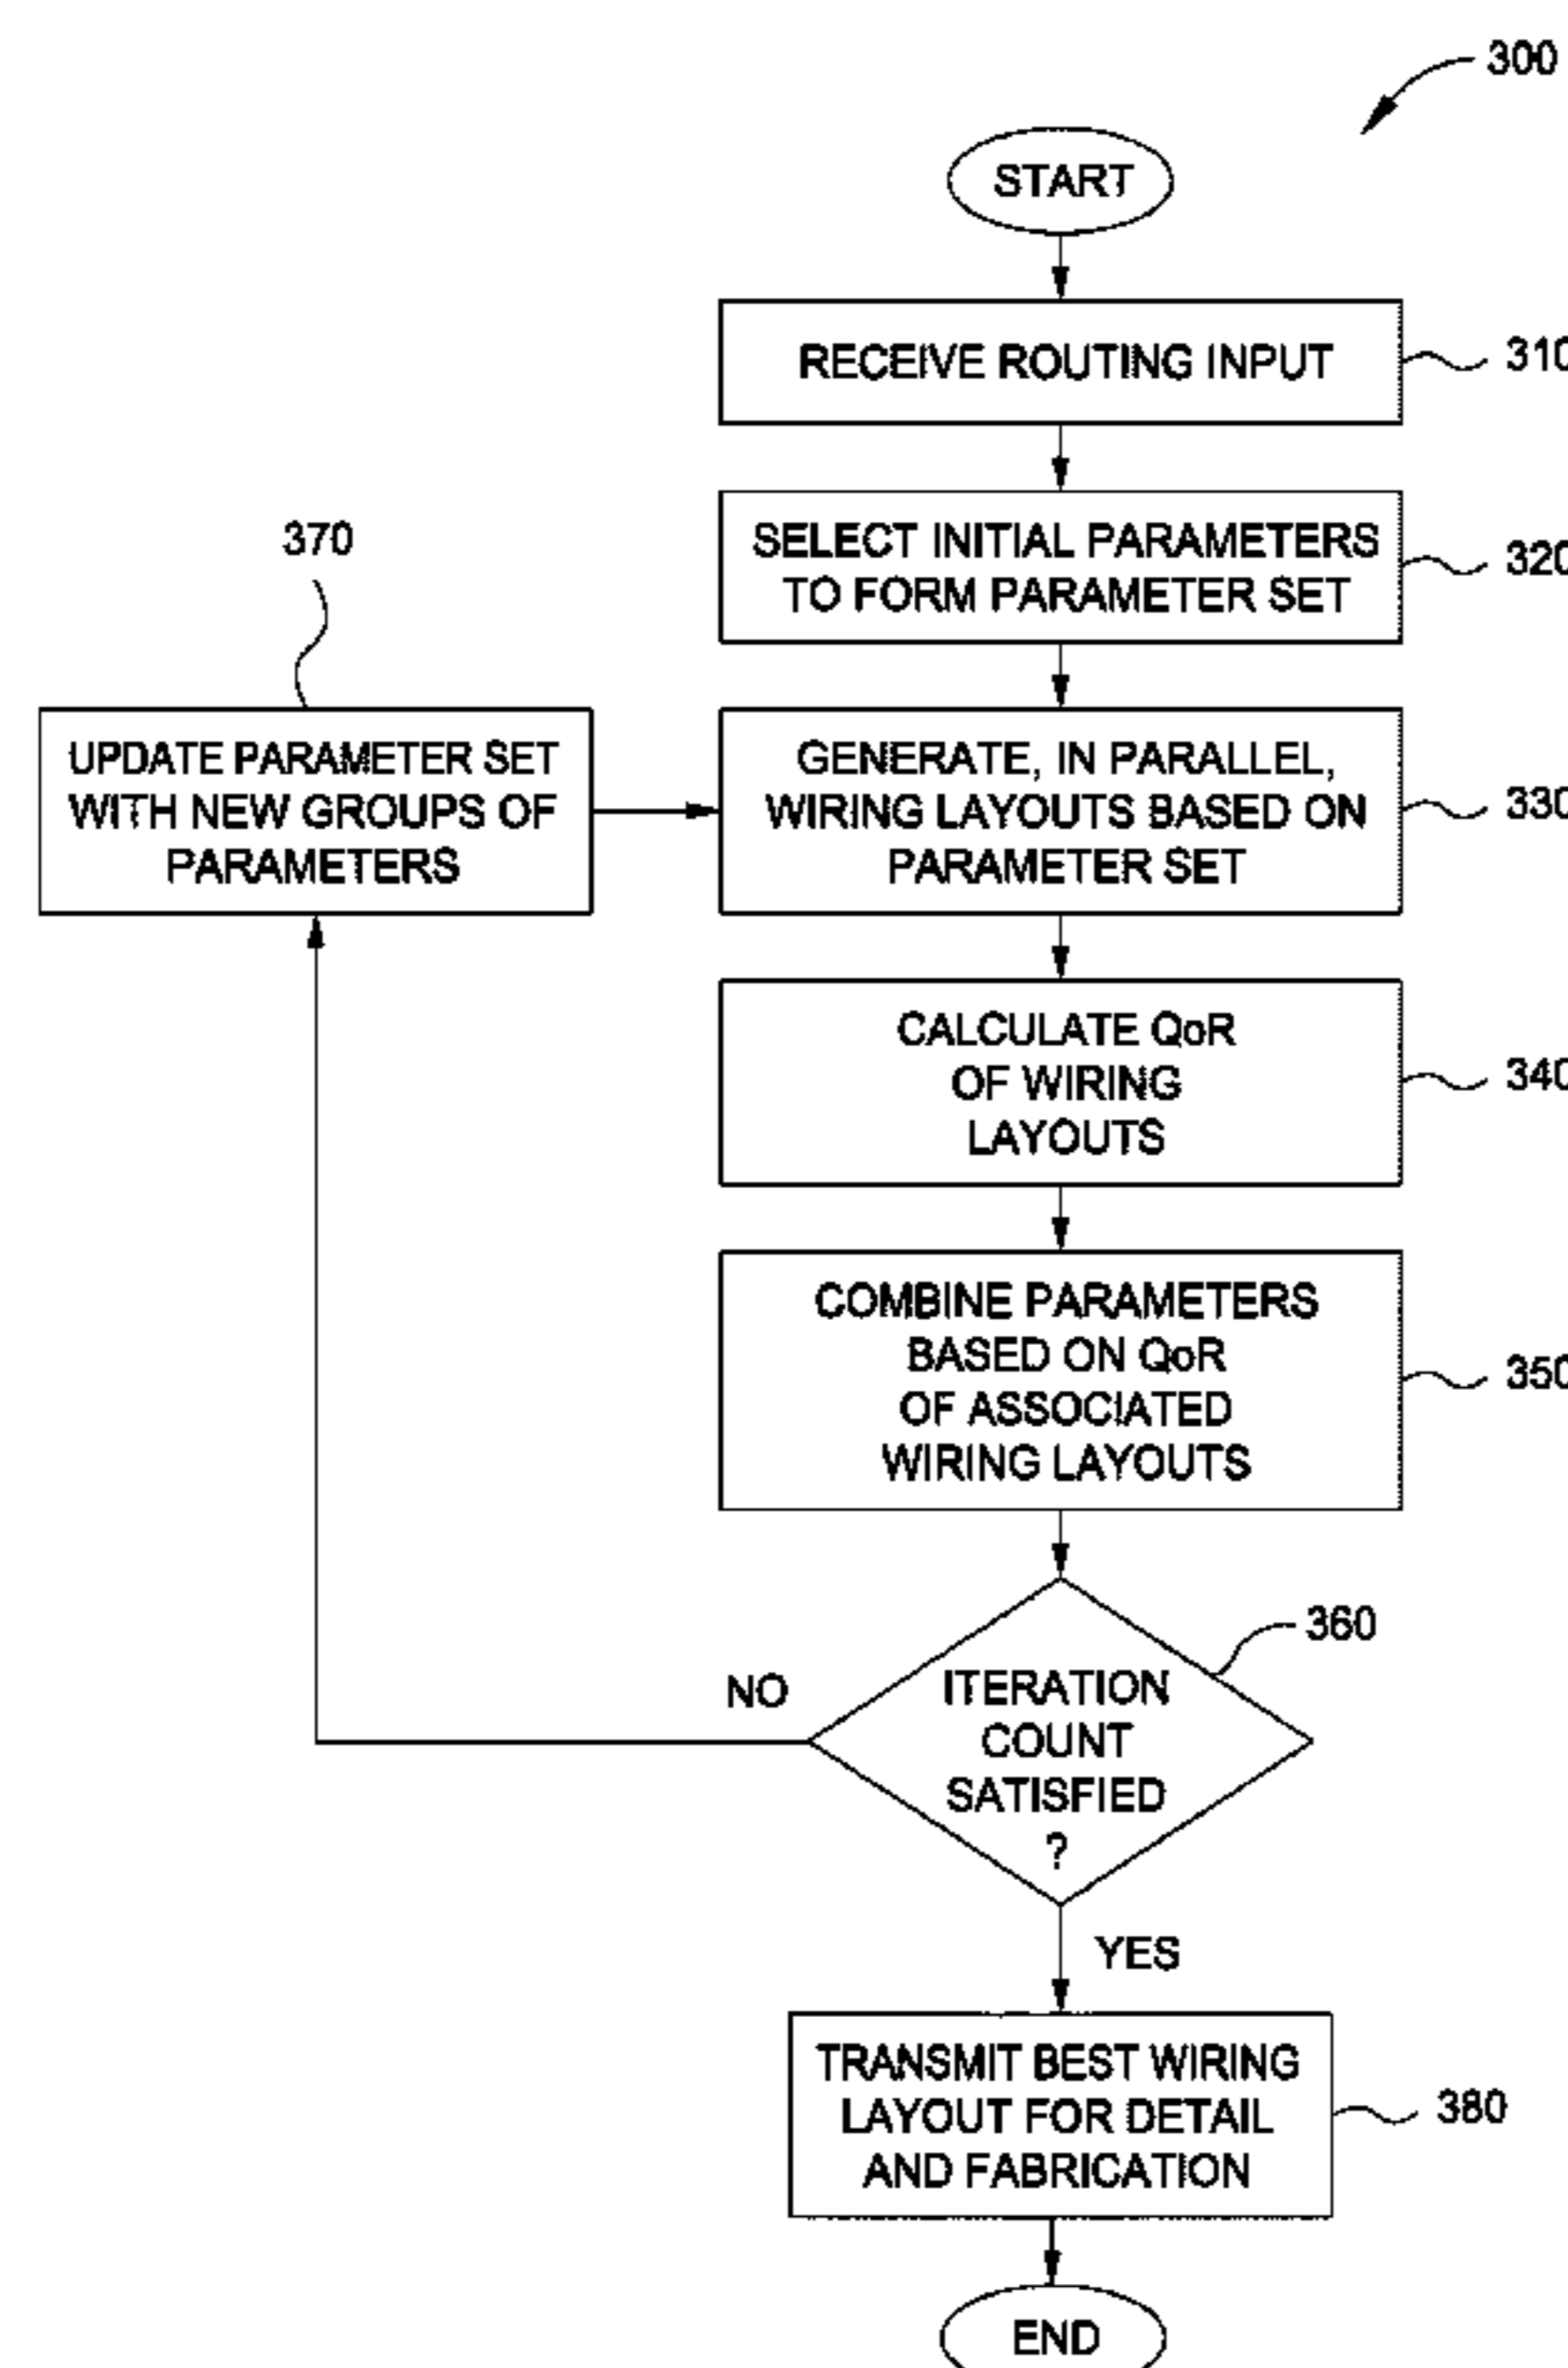 300
START
RECEIVE ROUTING INPUT
310
SELECT INITIAL PARAMETERS
TO FORM PARAMETER SET
320
370
UPDATE PARAMETER SET
WITH NEW GROUPS OF
PARAMETERS
GENERATE, IN PARALLEL,
WIRING LAYOUTS BASED ON
PARAMETER SET
330
CALCULATE QoR
OF WIRING
LAYOUTS
340
COMBINE PARAMETERS
BASED ON QoR
OF ASSOCIATED
WIRING LAYOUTS
350
360
ITERATION
COUNT
SATISFIED
?
NO
YES
TRANSMIT BEST WIRING
LAYOUT FOR DETAIL
AND FABRICATION
380
END